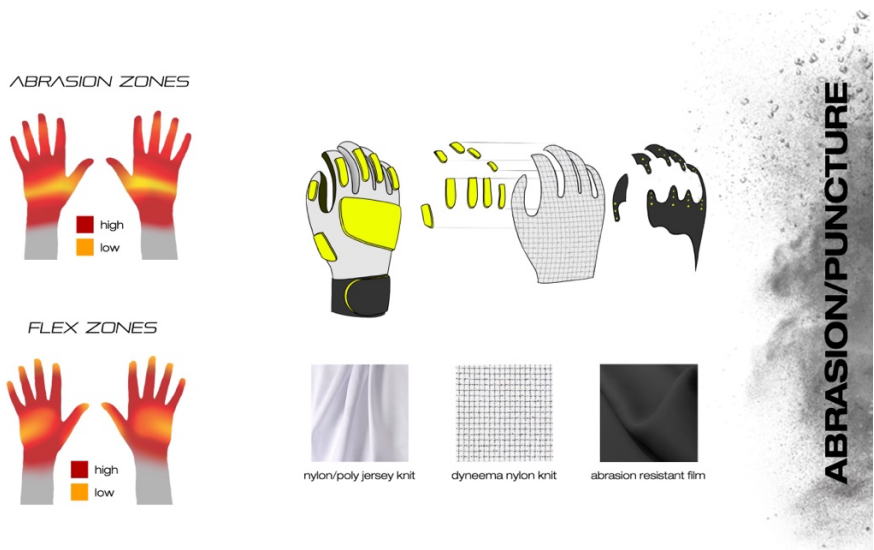 ABRASION ZONES
high
low
FLEX ZONES
high
low
nylon/poly jersey knit
dyneema nylon knit
abrasion resistant film
ABRASION/PUNCTURE